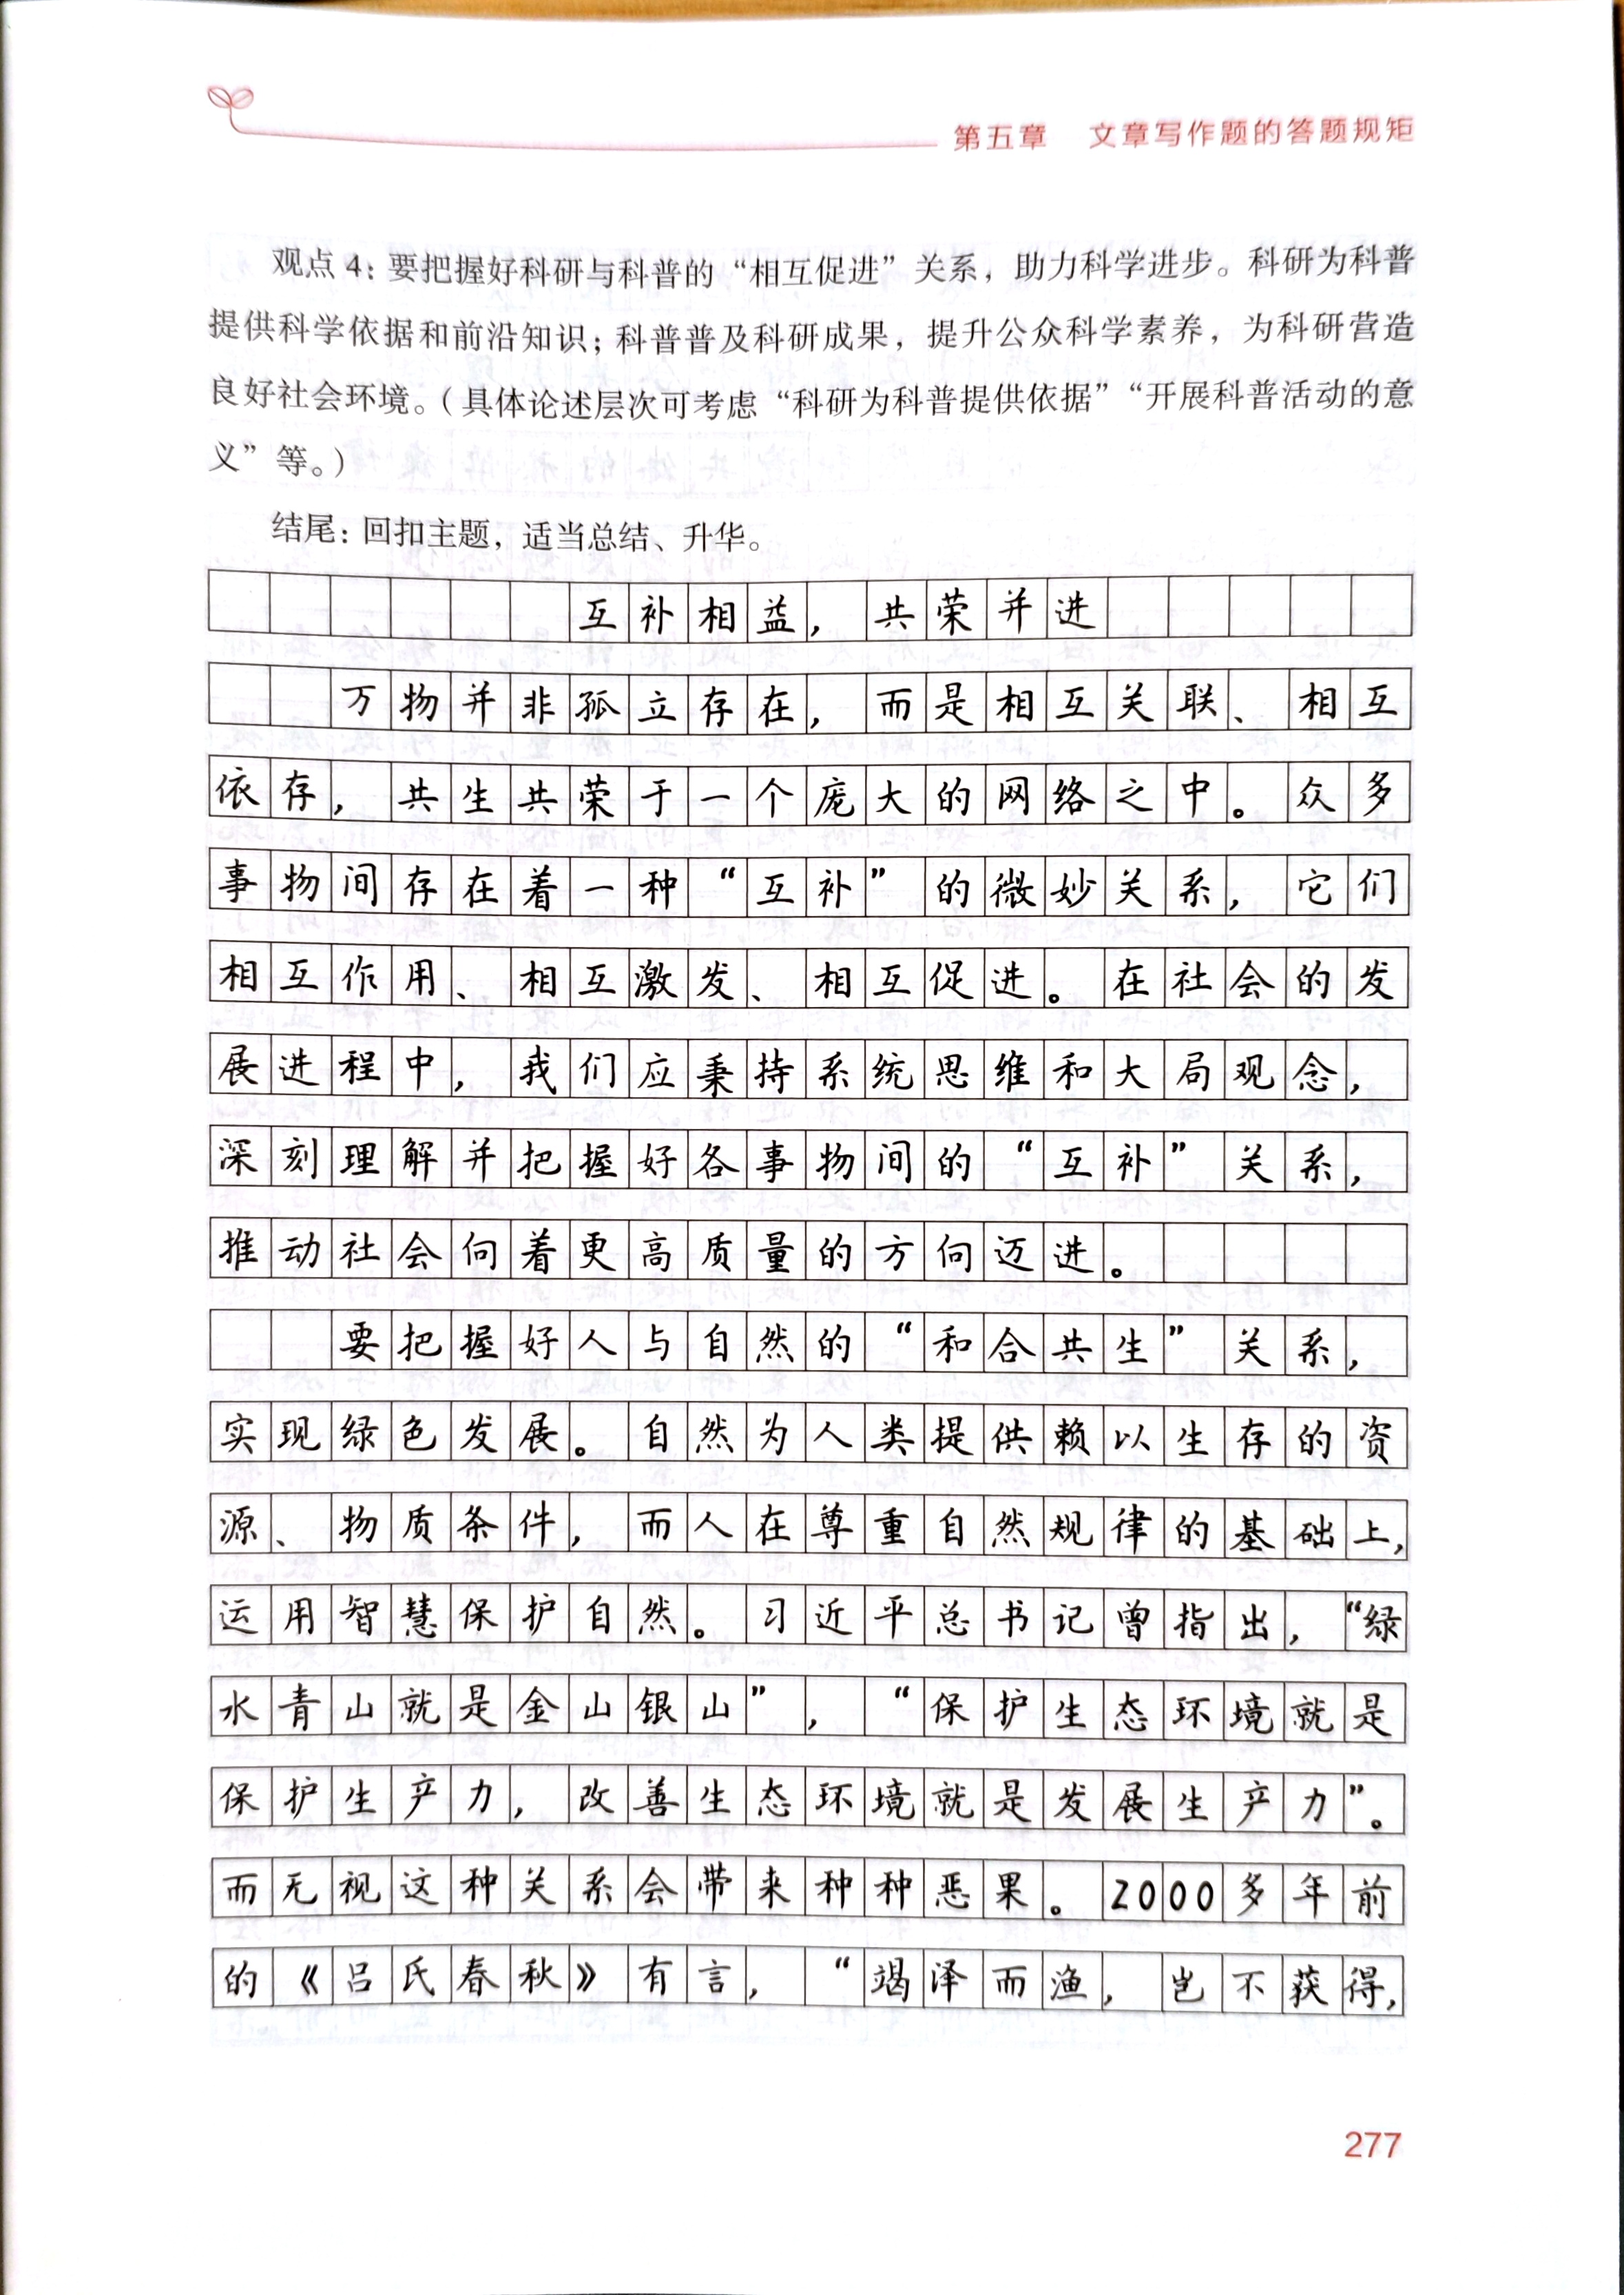 第五章 文章写作题的答题规矩
观点4：要把握好科研与科普的“相互促进”关系，助力科学进步。科研为科普
提供科学依据和前沿知识；科普普及科研成果，提升公众科学素养，为科研营造
良好社会环境。（具体论述层次可考虑“科研为科普提供依据”“开展科普活动的意
义”等。）
结尾：回扣主题，适当总结、升华。
互补相益，共荣并进
万物并非孤立存在，而是相互关联、相互
依存，共生共荣于一个庞大的网络之中。众多
事物间存在着一种“互补”的微妙关系，它们
相互作用、相互激发、相互促进。在社会的发
展进程中，我们应秉持系统思维和大局观念，
深刻理解并把握好各事物间的“互补”关系，
推动社会向着更高质量的方向迈进。
要把握好人与自然的“和合共生”关系，
实现绿色发展。自然为人类提供赖以生存的资
源、物质条件，而人在尊重自然规律的基础上，
运用智慧保护自然。习近平总书记曾指出，“绿
水青山就是金山银山”，“保护生态环境就是
保护生产力，改善生态环境就是发展生产力”。
而无视这种关系会带来种种恶果。2000多年前
的《吕氏春秋》有言，“竭泽而渔，岂不获得，
277